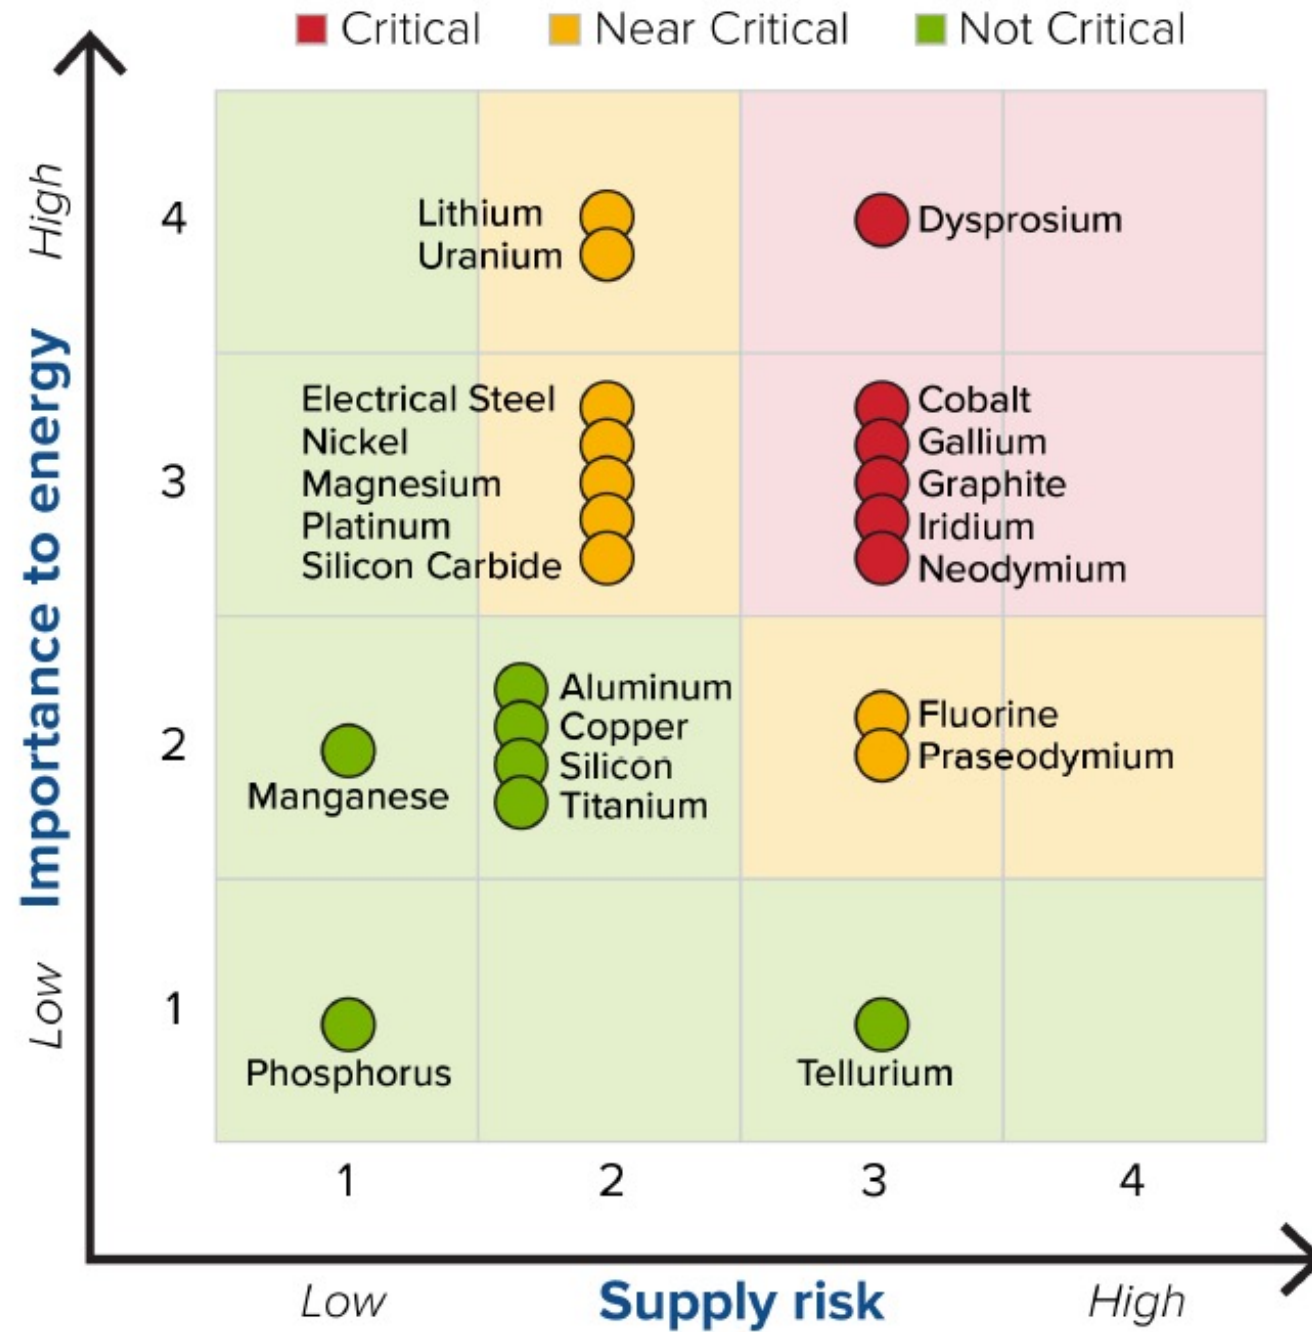 Critical Near Critical Not Critical
High
4
Lithium
Uranium
Dysprosium
Importance to energy
3
Electrical Steel
Nickel
Magnesium
Platinum
Silicon Carbide
Cobalt
Gallium
Graphite
Iridium
Neodymium
2
Manganese
Aluminum
Copper
Silicon
Titanium
Fluorine
Praseodymium
Low
1
Phosphorus
Tellurium
1 2 3 4
Low Supply risk High